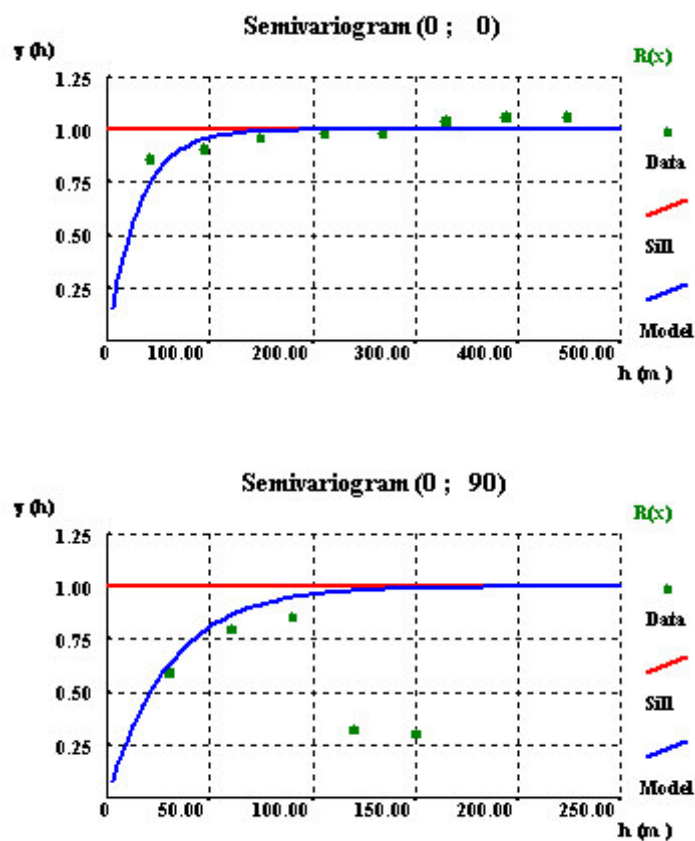 Semivariogram (0 ; 0)
γ (h)
R(x)
1.25
1.00
0.75
0.50
0.25
Data
Sill
Model
0 100.00 200.00 300.00 400.00 500.00
h (m )
Semivariogram (0 ; 90)
γ (h)
R(x)
1.25
1.00
0.75
0.50
0.25
Data
Sill
Model
0 50.00 100.00 150.00 200.00 250.00
h (m )